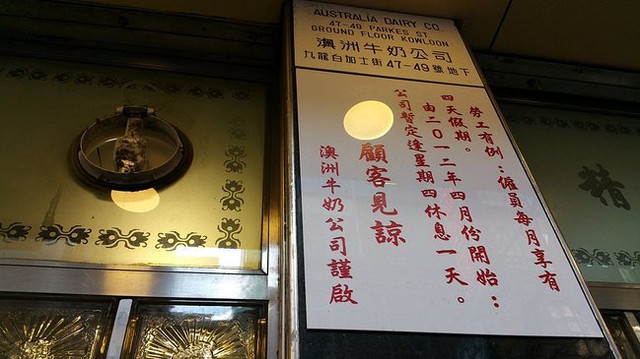 AUSTRALIA DAIRY CO.
47-49 PARKES ST.
GROUND FLOOR KOWLOON
澳洲牛奶公司
九龍白加士街47-49號地下
勞工有例：僱員每月享有
四天假期。
由二〇一二年四月份開始：
公司暫定逢星期四休息一天。
顧客見諒
澳洲牛奶公司謹啟
精